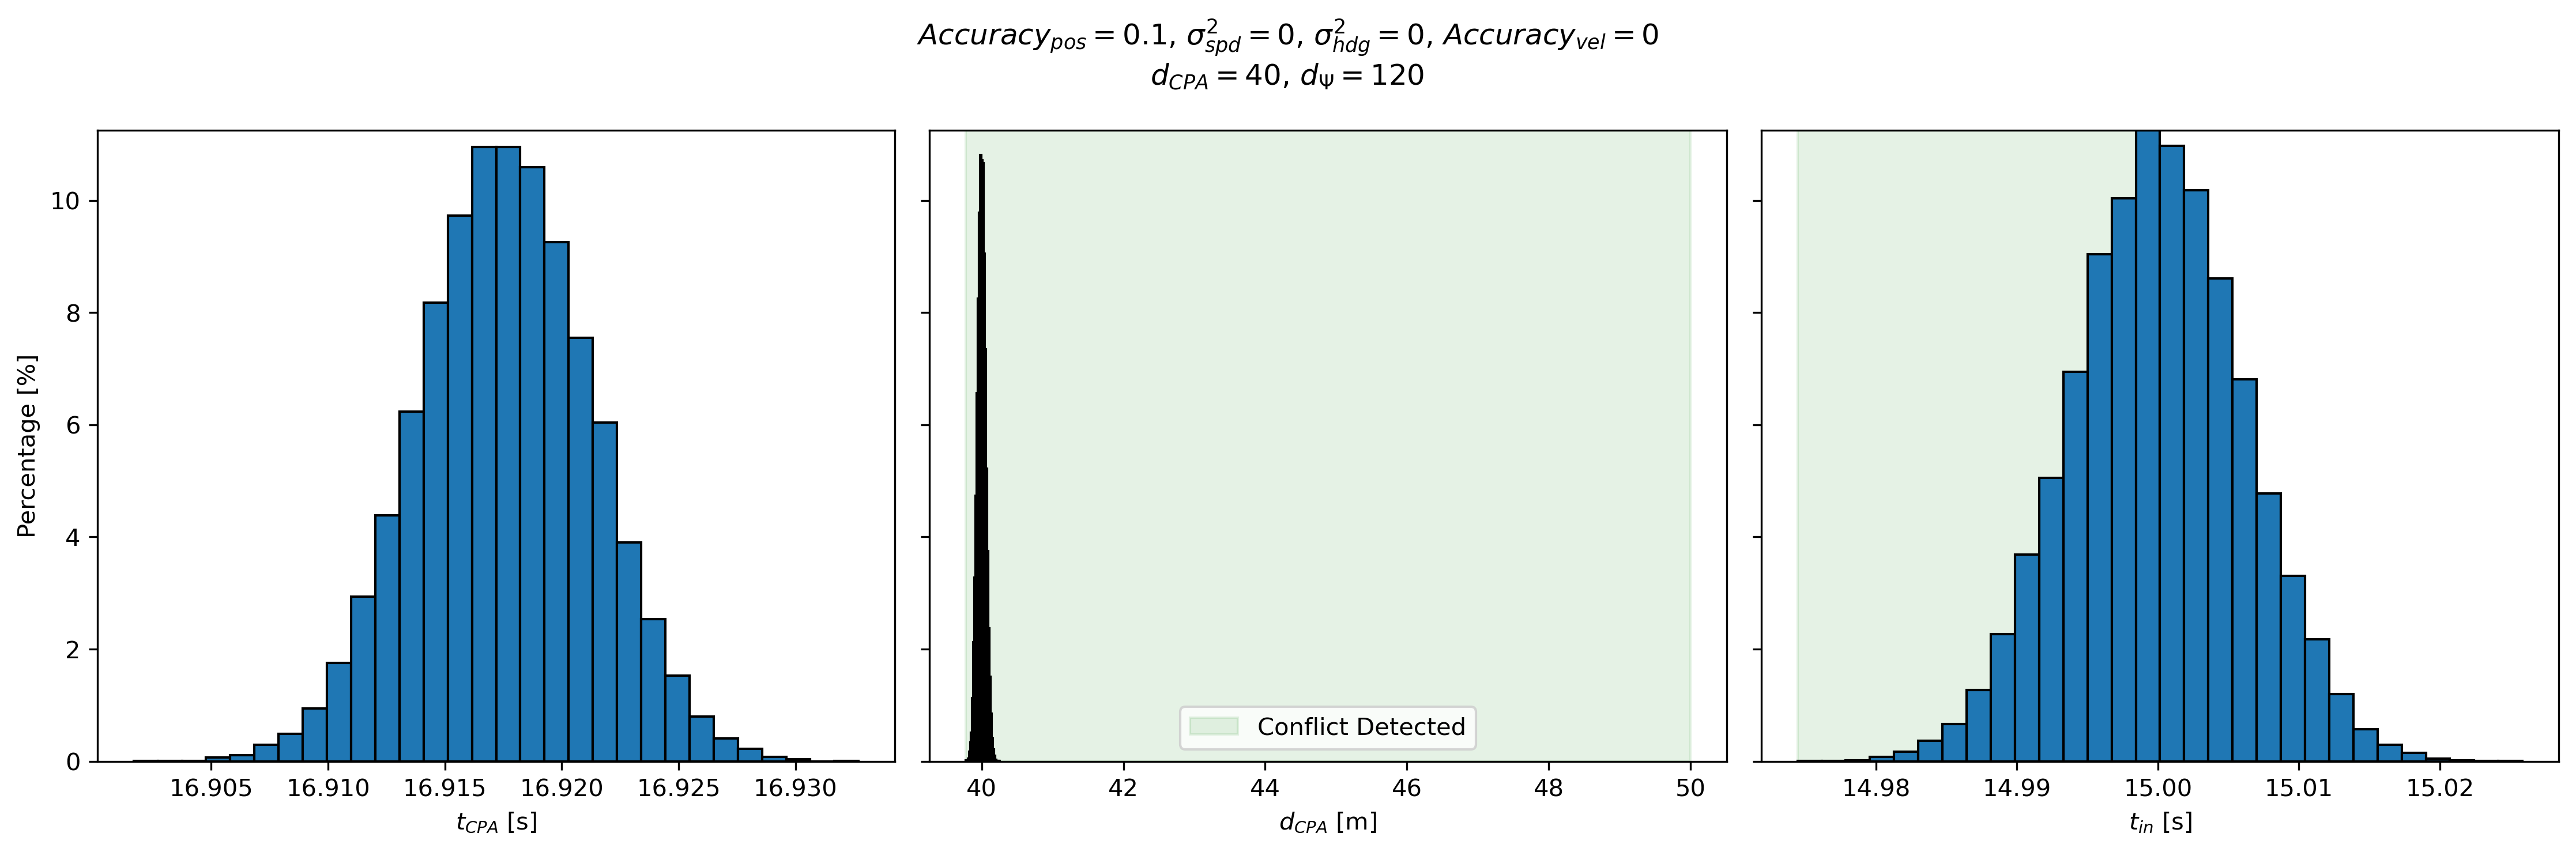 Accuracy_pos = 0.1, σ²_spd = 0, σ²_hdg = 0, Accuracy_vel = 0
d_CPA = 40, d_Ψ = 120
Percentage [%]
10
8
6
4
2
0
16.905 16.910 16.915 16.920 16.925 16.930
t_CPA [s]
Conflict Detected
40 42 44 46 48 50
d_CPA [m]
14.98 14.99 15.00 15.01 15.02
t_in [s]